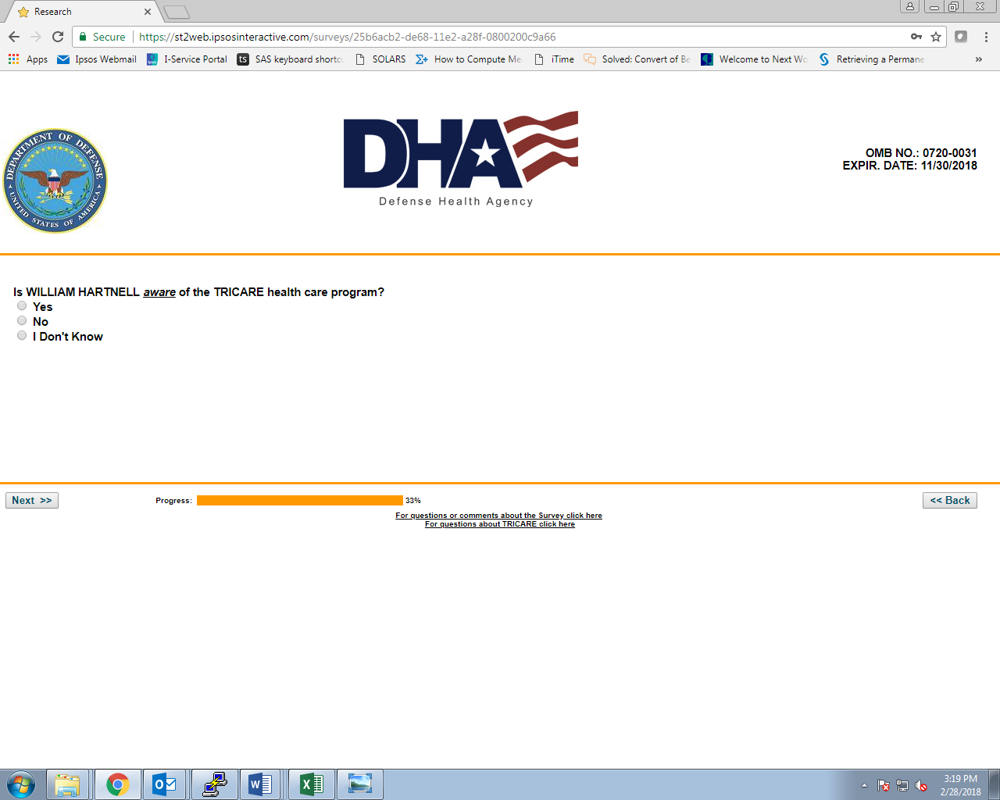 Research
Secure https://st2web.ipsosinteractive.com/surveys/25b6acb2-de68-11e2-a28f-0800200c9a66
Apps Ipsos Webmail I-Service Portal ts SAS keyboard shortcu SOLARS Σ+ How to Compute Me iTime Solved: Convert of Be Welcome to Next Wo Retrieving a Permane »
DEPARTMENT OF DEFENSE
UNITED STATES OF AMERICA
DHA
Defense Health Agency
OMB NO.: 0720-0031
EXPIR. DATE: 11/30/2018
Is WILLIAM HARTNELL aware of the TRICARE health care program?
Yes
No
I Don't Know
Next >> Progress: 33% << Back
For questions or comments about the Survey click here
For questions about TRICARE click here
3:19 PM
2/28/2018